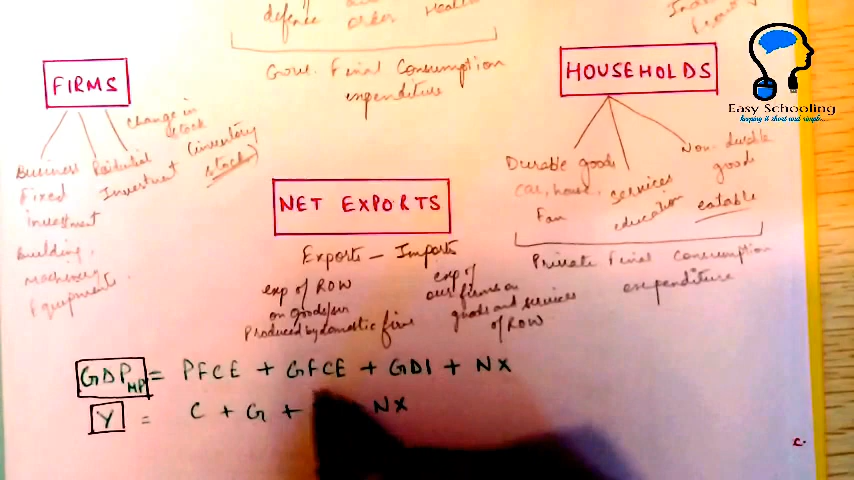 defence order Health
Govt. Final Consumption
expenditure
FIRMS
change in
stock
(inventory
stock)
Business
Fixed
investment
Building,
machinery
Equipments.
Residential
Investment
HOUSEHOLDS
Durable goods
car, house,
Fan
services
education
Non durable
goods
eatable
Private Final Consumption
expenditure
NET EXPORTS
Exports - Imports
exp of ROW
on goods/ser
Produced by domestic firms
exp of
our firms on
goods and services
of ROW
GDPMP = PFCE + GFCE + GDI + NX
Y = C + G + NX
Easy Schooling
keeping it short and simple...
c.